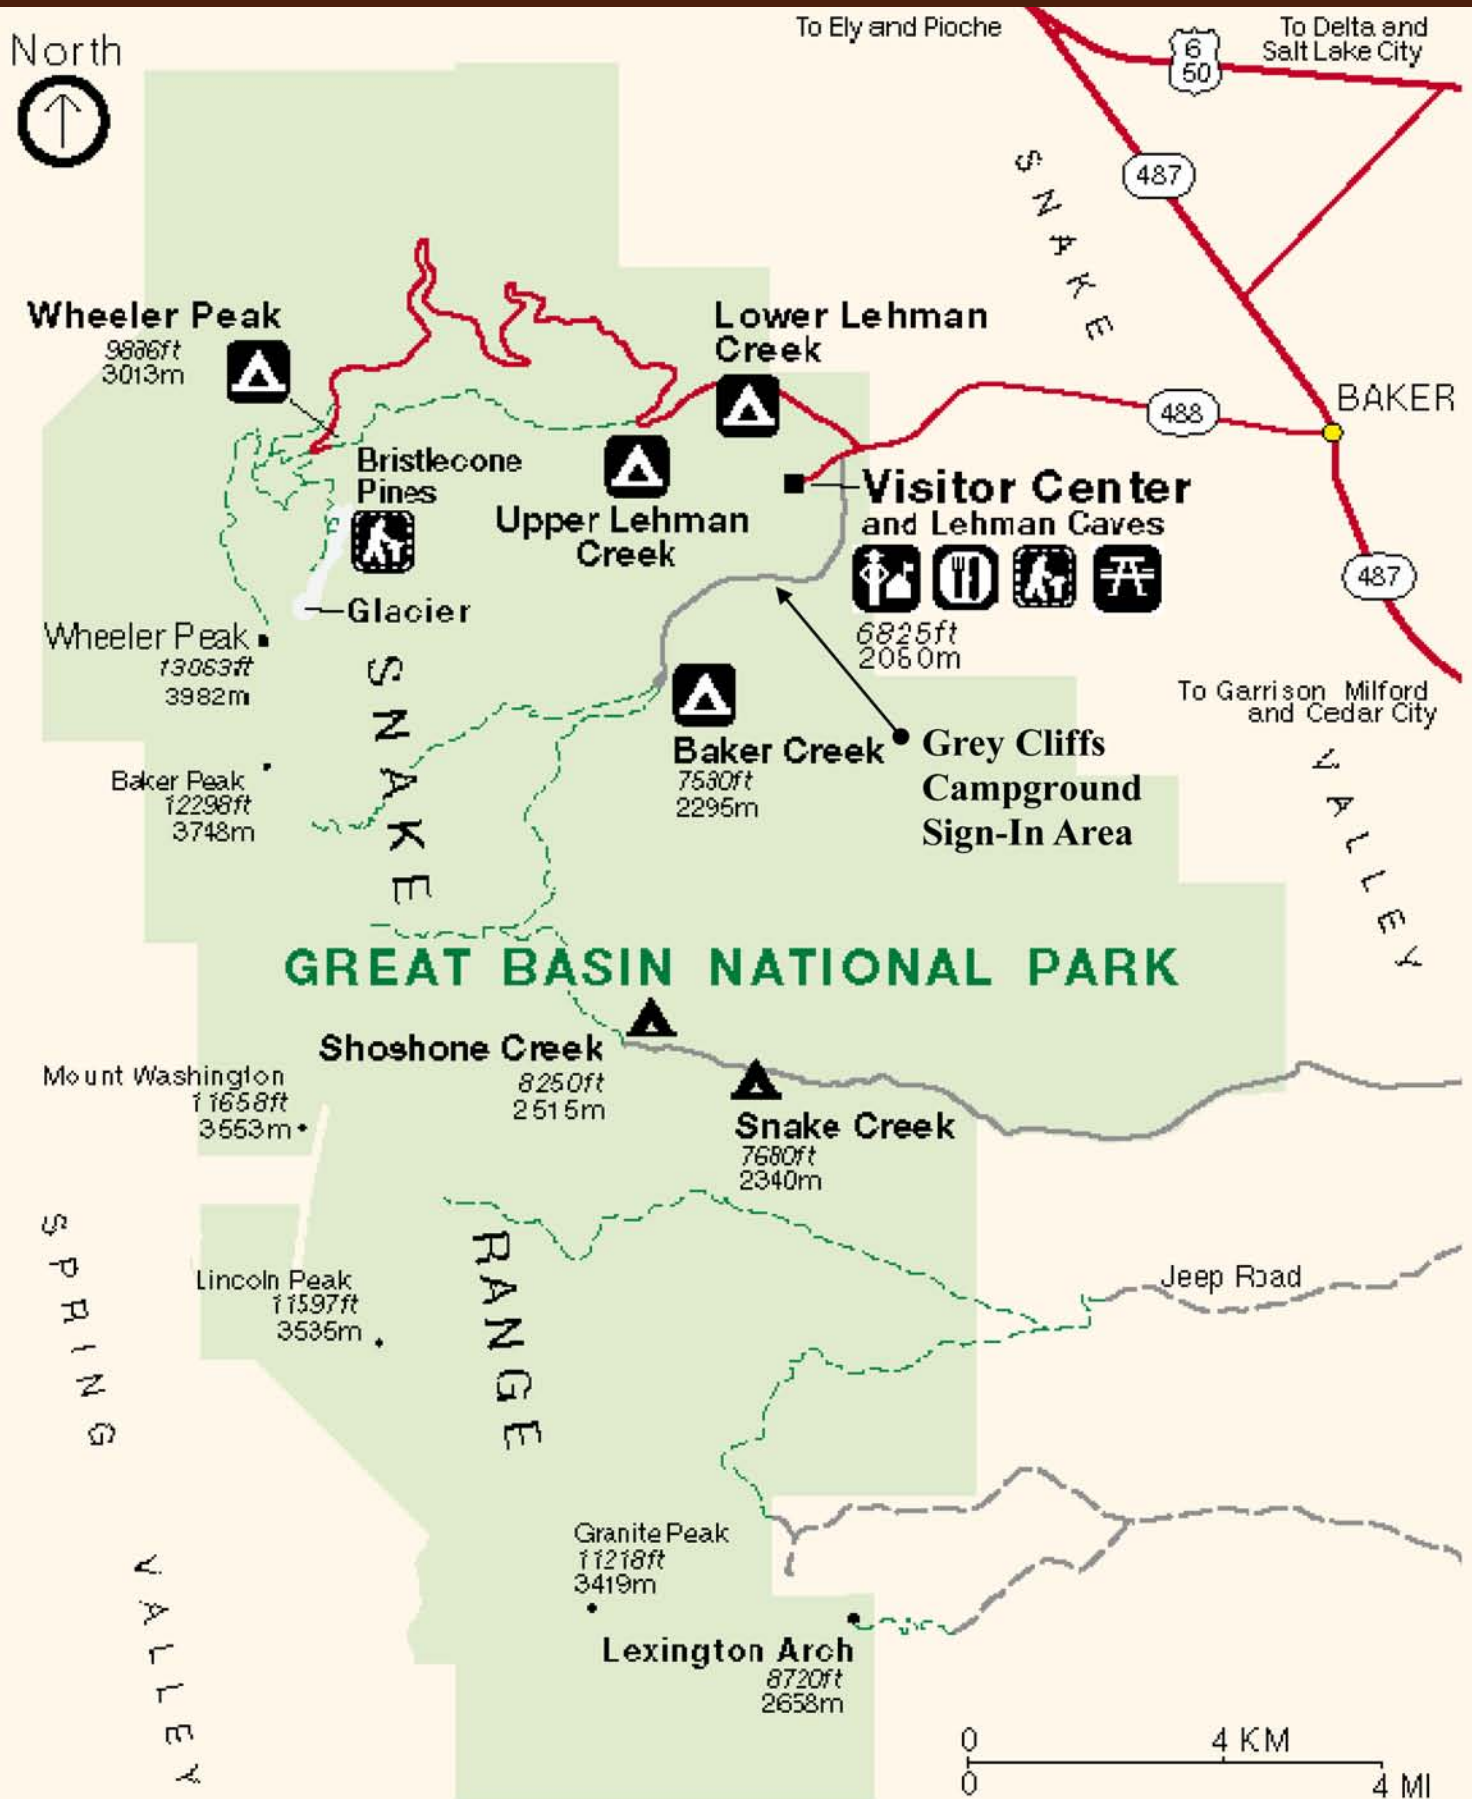 North
To Ely and Pioche
To Delta and
Salt Lake City
6
50
487
SNAKE
Wheeler Peak
9886ft
3013m
Lower Lehman
Creek
488
BAKER
Bristlecone
Pines
Upper Lehman
Creek
Visitor Center
and Lehman Caves
6825ft
2080m
487
Glacier
Wheeler Peak
13063ft
3982m
To Garrison Milford
and Cedar City
SNAKE
Baker Creek
7530ft
2295m
Grey Cliffs
Campground
Sign-In Area
Baker Peak
12298ft
3748m
VALLEY
GREAT BASIN NATIONAL PARK
Shoshone Creek
8250ft
2515m
Mount Washington
11658ft
3553m
Snake Creek
7680ft
2340m
SPRING
RANGE
Lincoln Peak
11597ft
3535m
Jeep Road
Granite Peak
11218ft
3419m
VALLEY
Lexington Arch
8720ft
2658m
0
4 KM
0
4 MI